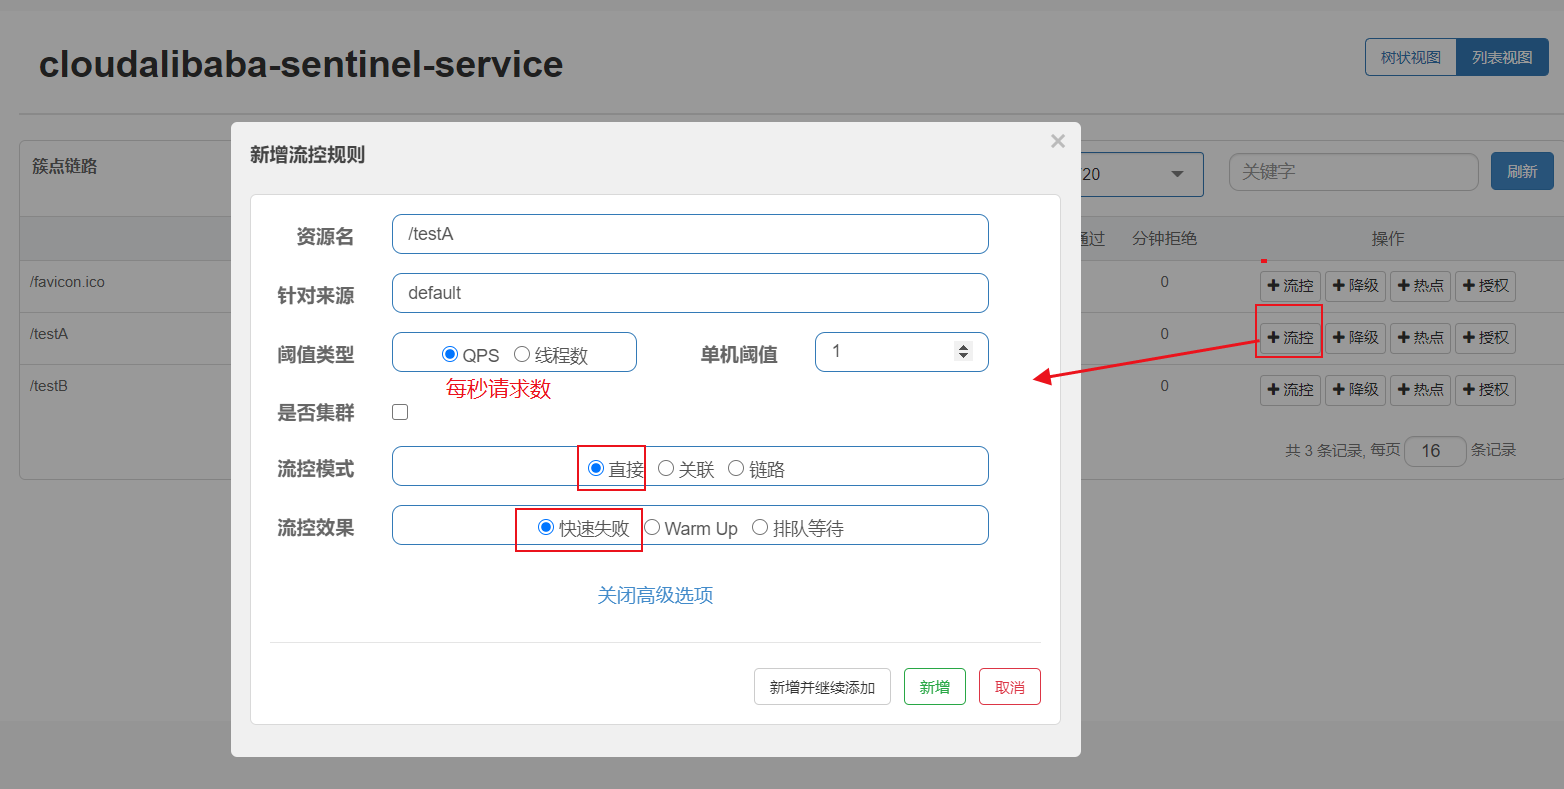 cloudalibaba-sentinel-service
树状视图 列表视图
簇点链路
20
关键字
刷新
通过 分钟拒绝 操作
/favicon.ico 0 流控 降级 热点 授权
/testA 0 流控 降级 热点 授权
/testB 0 流控 降级 热点 授权
共 3 条记录, 每页 16 条记录
新增流控规则 ×
资源名 /testA
针对来源 default
阈值类型 QPS 线程数 单机阈值 1
每秒请求数
是否集群
流控模式 直接 关联 链路
流控效果 快速失败 Warm Up 排队等待
关闭高级选项
新增并继续添加 新增 取消